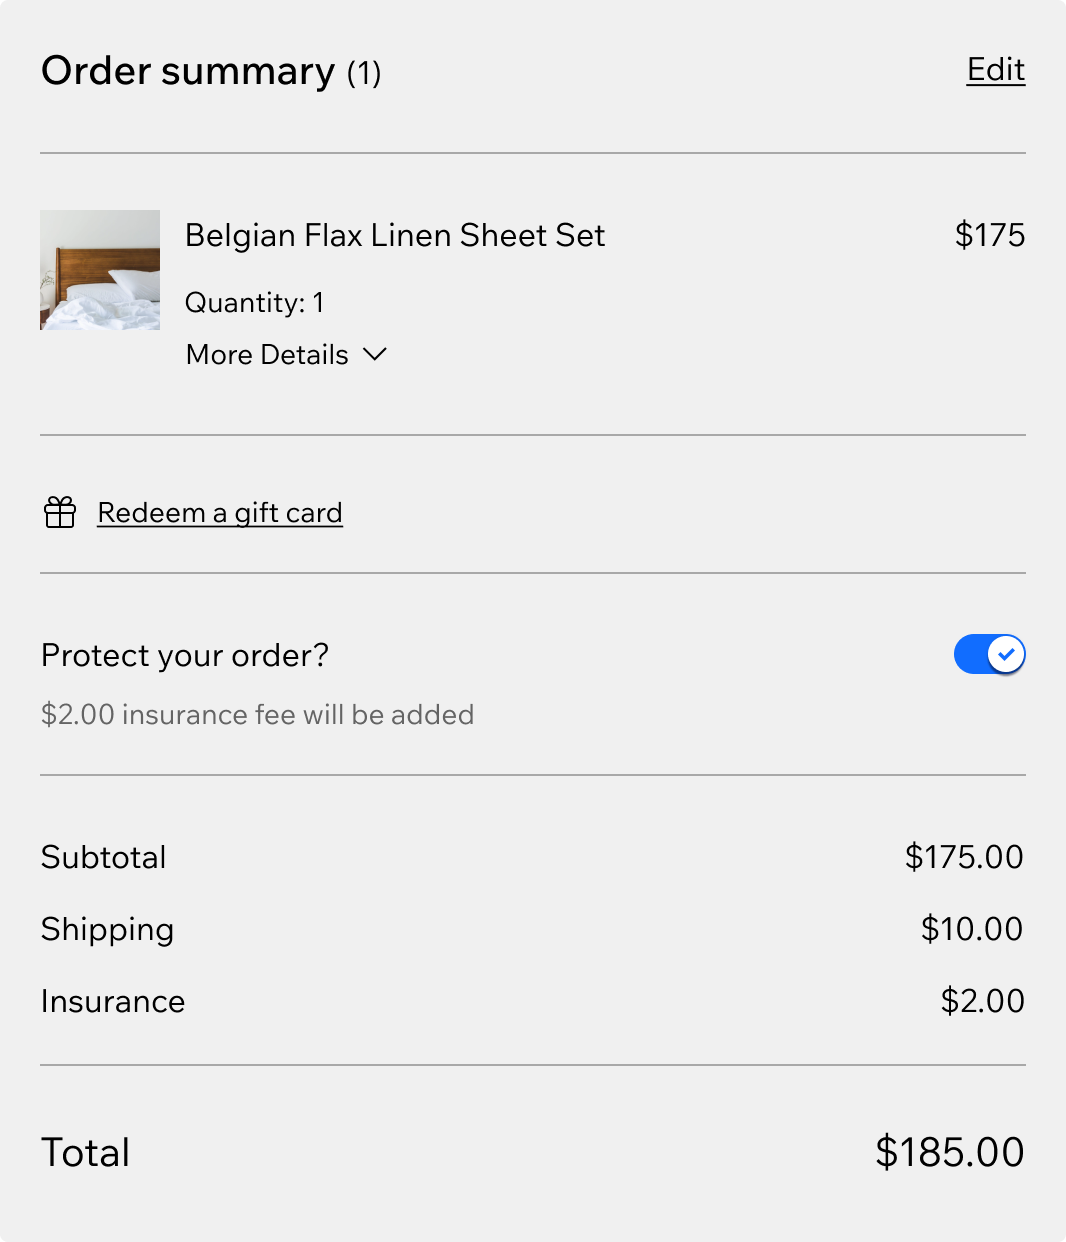 Order summary (1)
Edit
Belgian Flax Linen Sheet Set
$175
Quantity: 1
More Details
Redeem a gift card
Protect your order?
$2.00 insurance fee will be added
Subtotal
$175.00
Shipping
$10.00
Insurance
$2.00
Total
$185.00